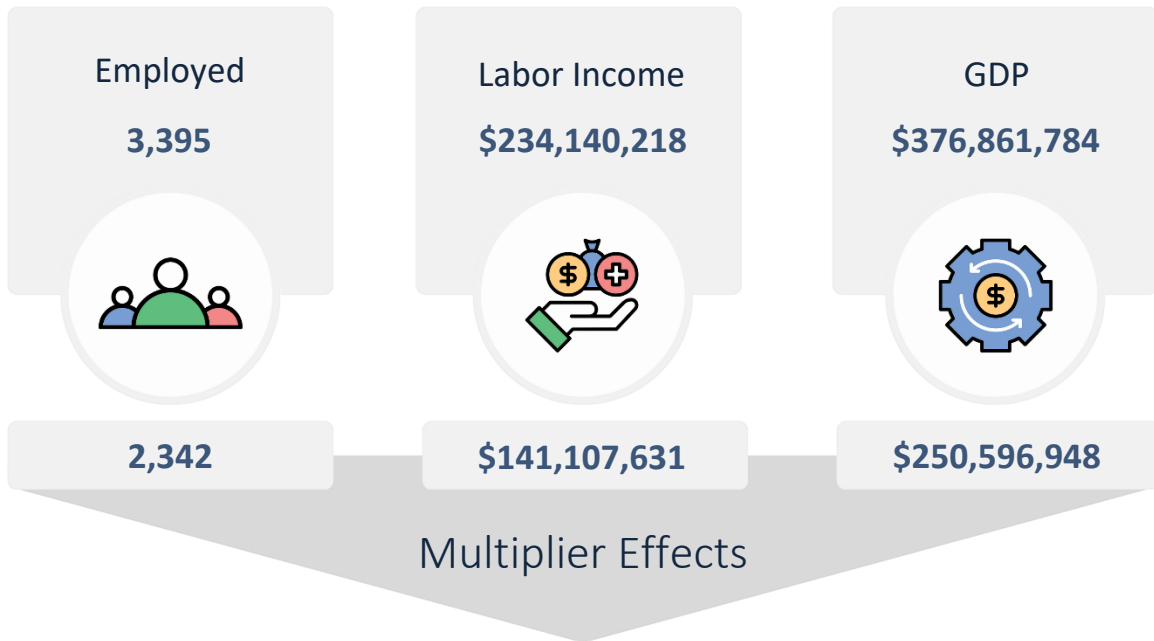 Employed
3,395
Labor Income
$234,140,218
GDP
$376,861,784
$
$
2,342
$141,107,631
$250,596,948
Multiplier Effects